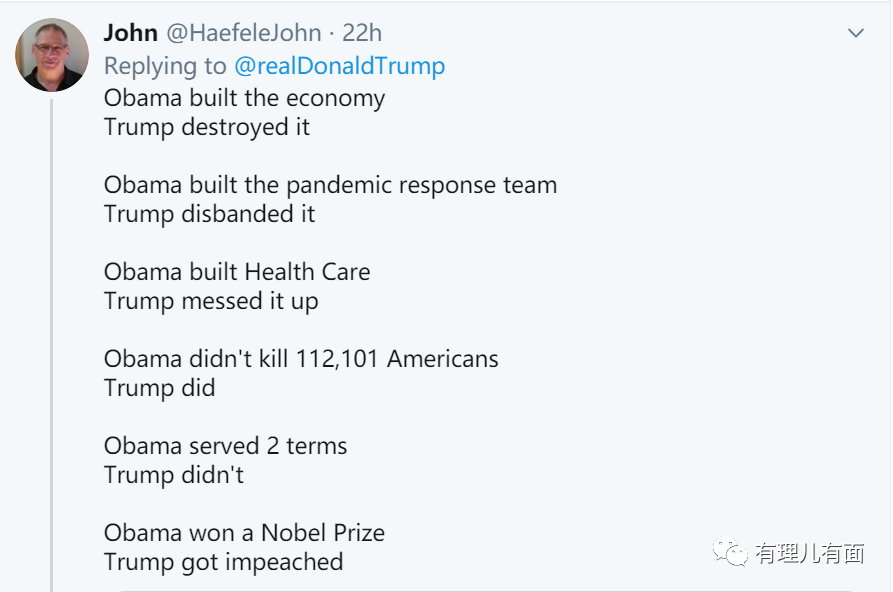 John @HaefeleJohn · 22h
Replying to @realDonaldTrump
Obama built the economy
Trump destroyed it
Obama built the pandemic response team
Trump disbanded it
Obama built Health Care
Trump messed it up
Obama didn't kill 112,101 Americans
Trump did
Obama served 2 terms
Trump didn't
Obama won a Nobel Prize
Trump got impeached
有理儿有面